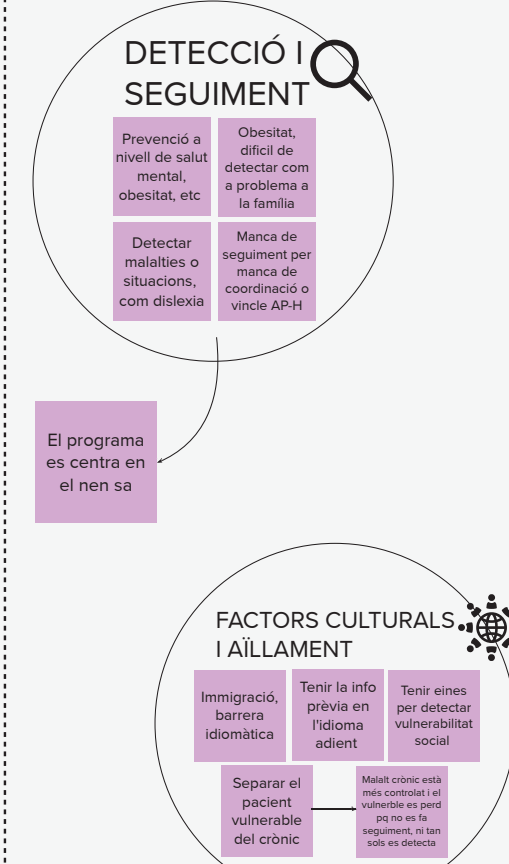 DETECCIÓ I
SEGUIMENT
Prevenció a
nivell de salut
mental,
obesitat, etc
Obesitat,
dificil de
detectar com
a problema a
la família
Detectar
malalties o
situacions,
com dislexia
Manca de
seguiment per
manca de
coordinació o
vincle AP-H
El programa
es centra en
el nen sa
FACTORS CULTURALS
I AÏLLAMENT
Immigració,
barrera
idiomàtica
Tenir la info
prèvia en
l'idioma
adient
Tenir eines
per detectar
vulnerabilitat
social
Separar el
pacient
vulnerable
del crònic
Malalt crònic està
més controlat i el
vulnerble es perd
pq no es fa
seguiment, ni tan
sols es detecta